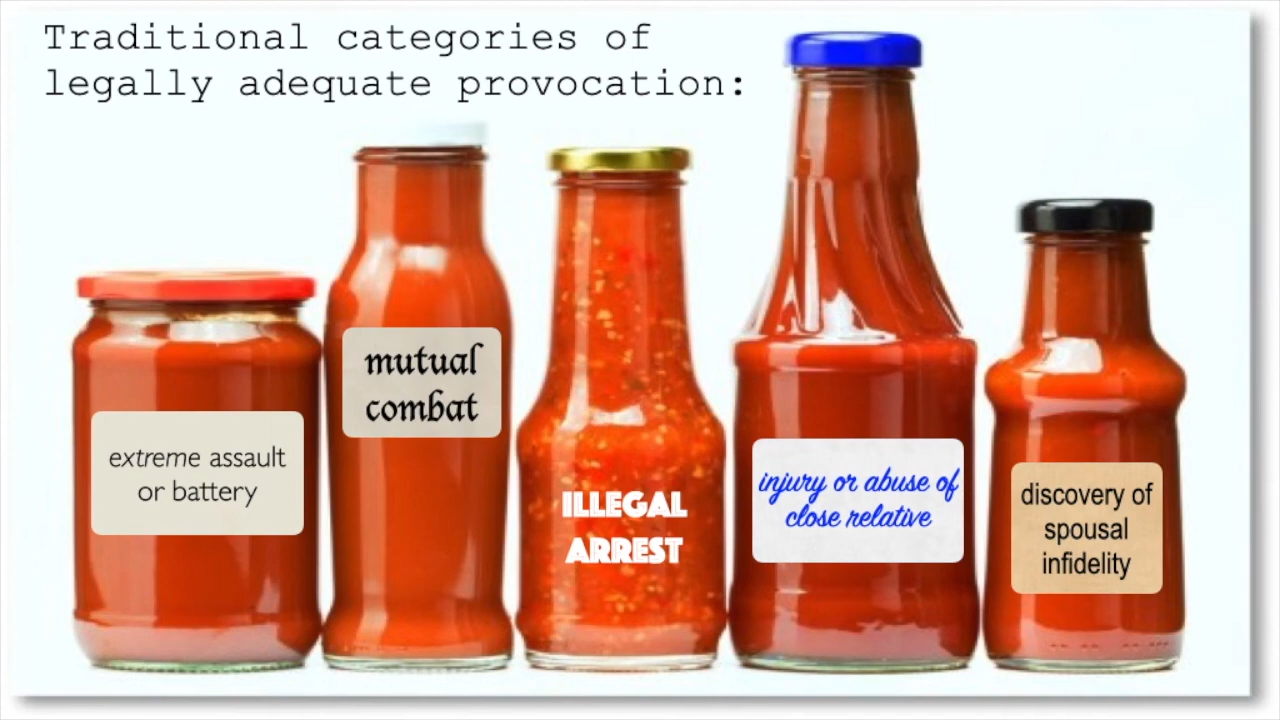 Traditional categories of
legally adequate provocation:
extreme assault
or battery
mutual
combat
ILLEGAL
ARREST
injury or abuse of
close relative
discovery of
spousal
infidelity